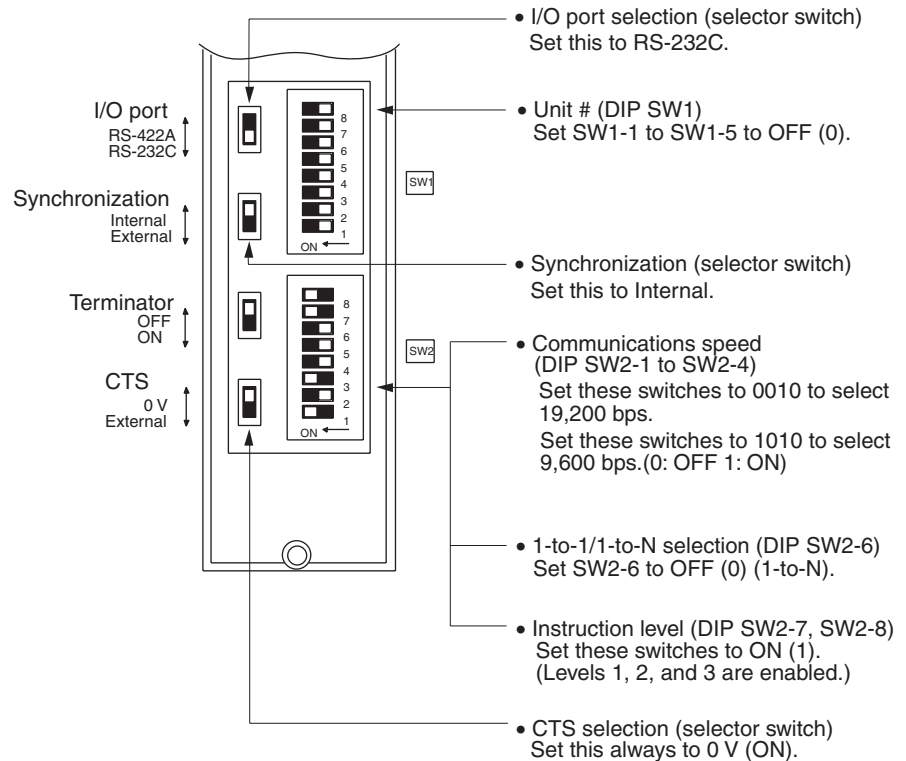 • I/O port selection (selector switch)
Set this to RS-232C.
I/O port
RS-422A
RS-232C
8
7
6
5
4
3
2
1
ON
SW1
• Unit # (DIP SW1)
Set SW1-1 to SW1-5 to OFF (0).
Synchronization
Internal
External
• Synchronization (selector switch)
Set this to Internal.
Terminator
OFF
ON
8
7
6
5
4
3
2
1
ON
SW2
• Communications speed
(DIP SW2-1 to SW2-4)
Set these switches to 0010 to select
19,200 bps.
Set these switches to 1010 to select
9,600 bps.(0: OFF 1: ON)
CTS
0 V
External
• 1-to-1/1-to-N selection (DIP SW2-6)
Set SW2-6 to OFF (0) (1-to-N).
• Instruction level (DIP SW2-7, SW2-8)
Set these switches to ON (1).
(Levels 1, 2, and 3 are enabled.)
• CTS selection (selector switch)
Set this always to 0 V (ON).